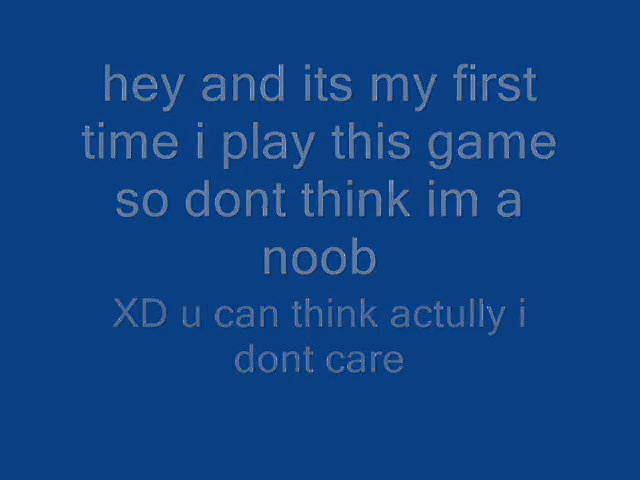 hey and its my first
time i play this game
so dont think im a
noob
XD u can think actully i
dont care